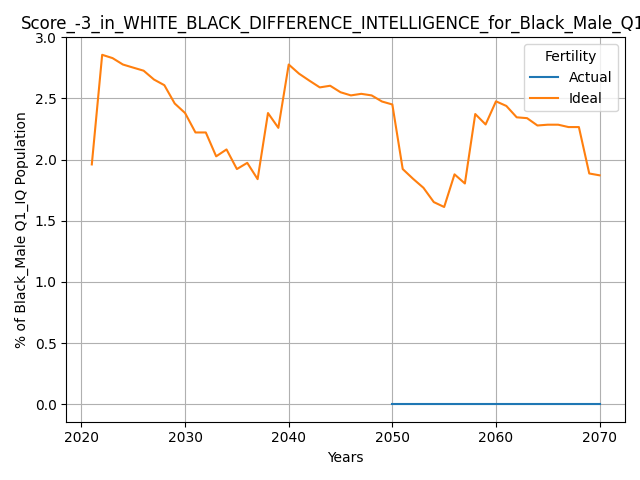 Score_-3_in_WHITE_BLACK_DIFFERENCE_INTELLIGENCE_for_Black_Male_Q1
3.0
2.5
2.0
1.5
1.0
0.5
0.0
% of Black_Male Q1_IQ Population
Fertility
Actual
Ideal
2020 2030 2040 2050 2060 2070
Years